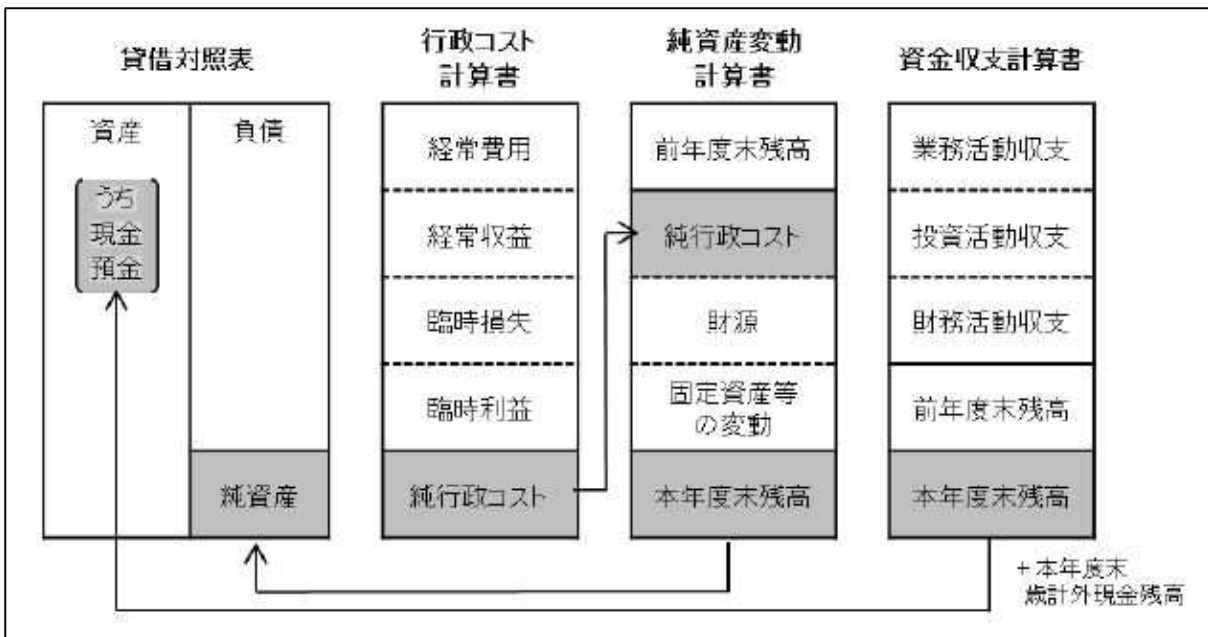 貸借対照表
資産
うち
現金
預金
負債
純資産
行政コスト
計算書
経常費用
経常収益
臨時損失
臨時利益
純行政コスト
純資産変動
計算書
前年度末残高
純行政コスト
財源
固定資産等
の変動
本年度末残高
資金収支計算書
業務活動収支
投資活動収支
財務活動収支
前年度末残高
本年度末残高
+本年度末
歳計外現金残高